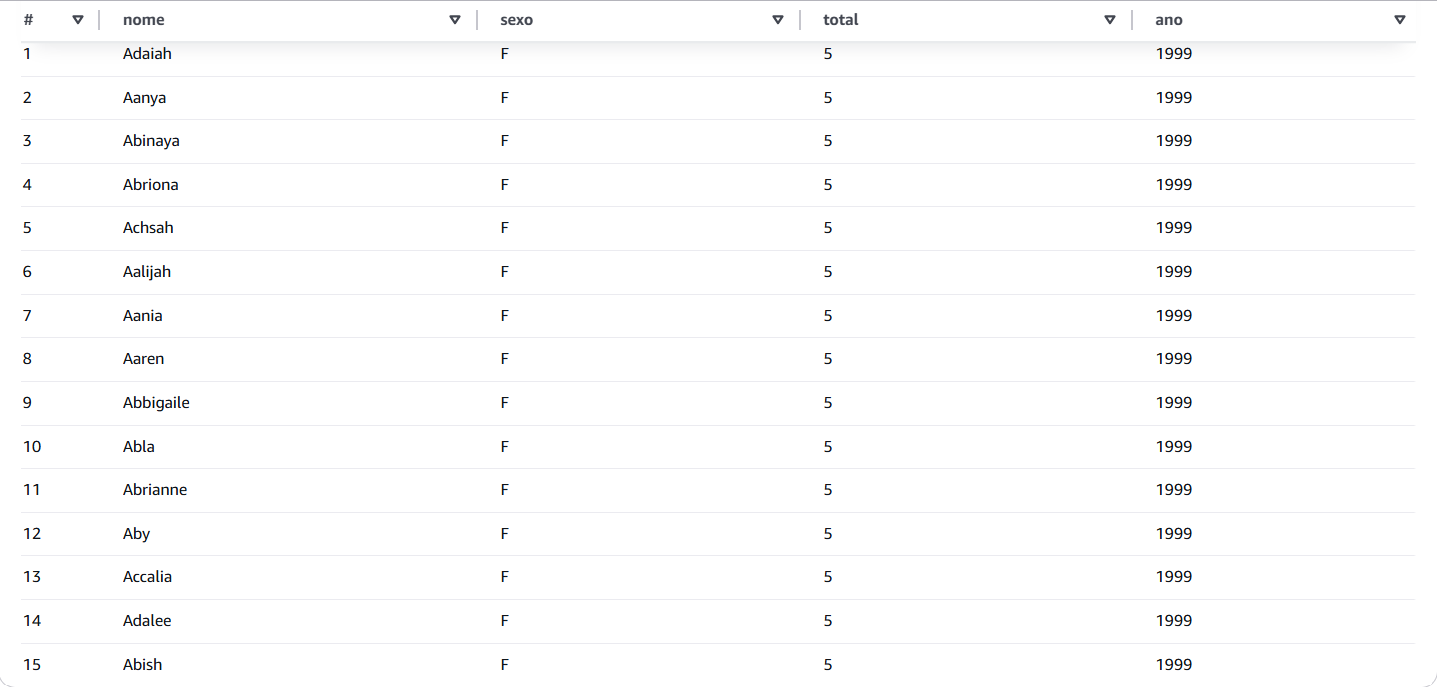 # nome sexo total ano
1 Adaiah F 5 1999
2 Aanya F 5 1999
3 Abinaya F 5 1999
4 Abriona F 5 1999
5 Achsah F 5 1999
6 Aalijah F 5 1999
7 Aania F 5 1999
8 Aaren F 5 1999
9 Abbigaile F 5 1999
10 Abla F 5 1999
11 Abrianne F 5 1999
12 Aby F 5 1999
13 Accalia F 5 1999
14 Adalee F 5 1999
15 Abish F 5 1999